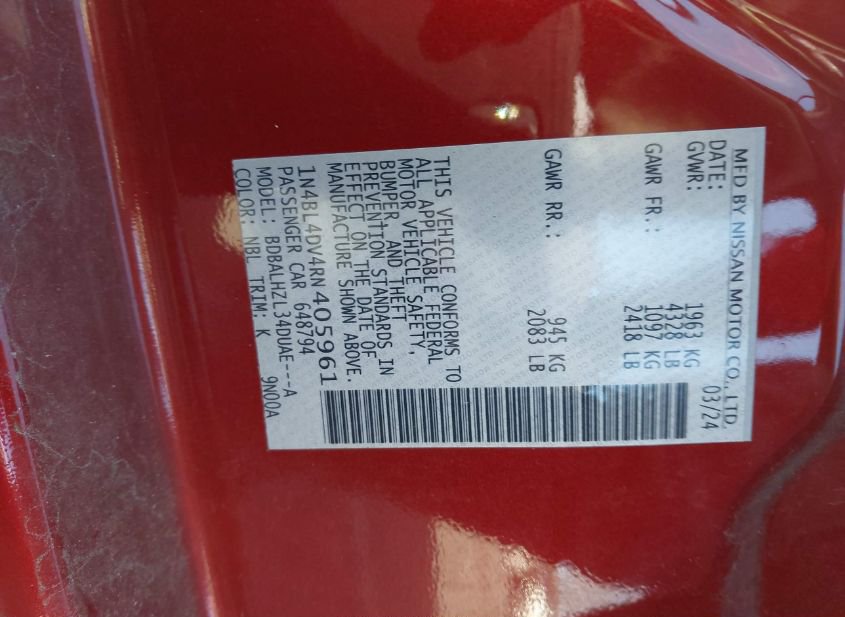 MFD BY NISSAN MOTOR CO., LTD.
DATE: 03/24
GVWR: 1963 KG
4328 LB
GAWR FR.: 1097 KG
2418 LB
GAWR RR.: 945 KG
2083 LB
THIS VEHICLE CONFORMS TO
ALL APPLICABLE FEDERAL
MOTOR VEHICLE SAFETY,
BUMPER, AND THEFT
PREVENTION STANDARDS IN
EFFECT ON THE DATE OF
MANUFACTURE SHOWN ABOVE.
1N4BL4DV4RN405961
PASSENGER CAR 648794
MODEL: BDBALHZL34DUAE---A
COLOR: NBL TRIM: K 9N00A